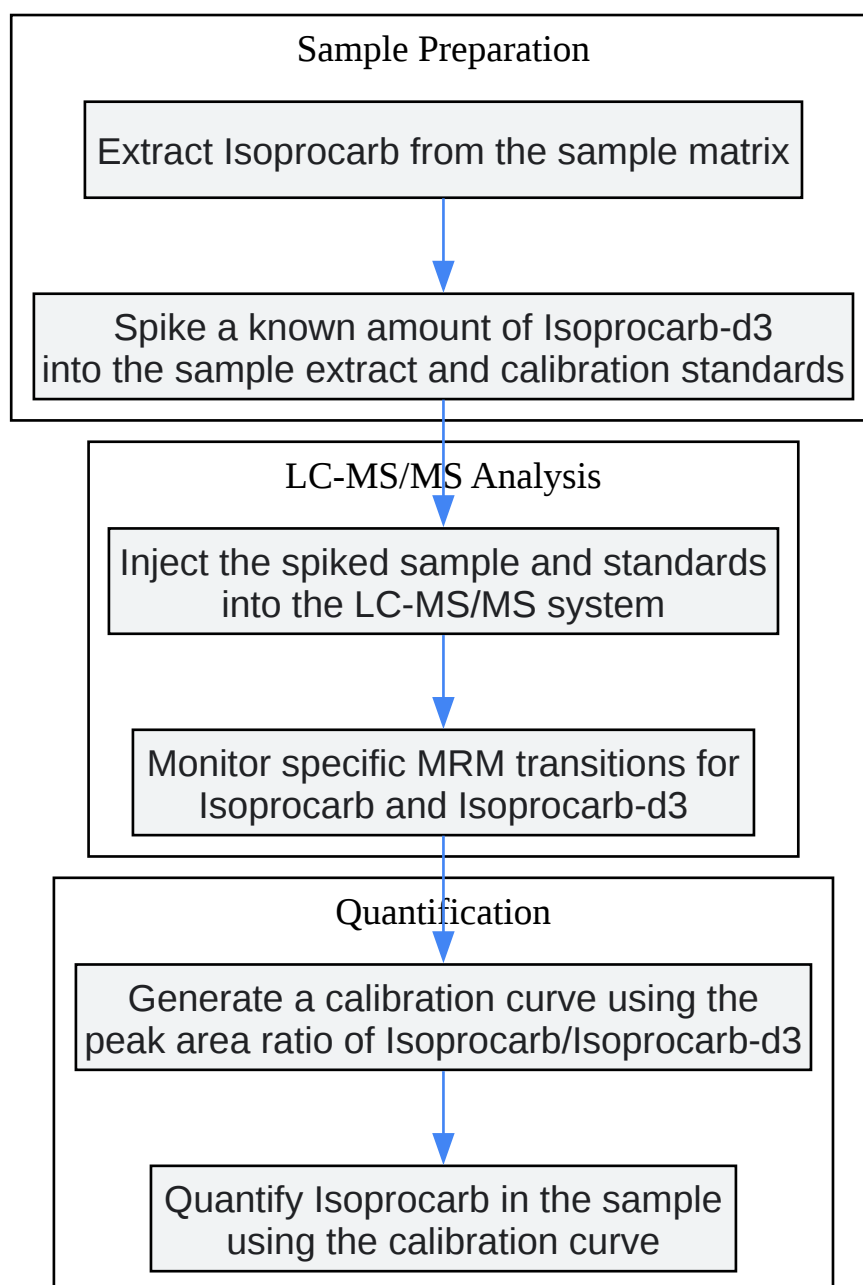 Sample Preparation
Extract Isoprocarb from the sample matrix
Spike a known amount of Isoprocarb-d3
into the sample extract and calibration standards
LC-MS/MS Analysis
Inject the spiked sample and standards
into the LC-MS/MS system
Monitor specific MRM transitions for
Isoprocarb and Isoprocarb-d3
Quantification
Generate a calibration curve using the
peak area ratio of Isoprocarb/Isoprocarb-d3
Quantify Isoprocarb in the sample
using the calibration curve